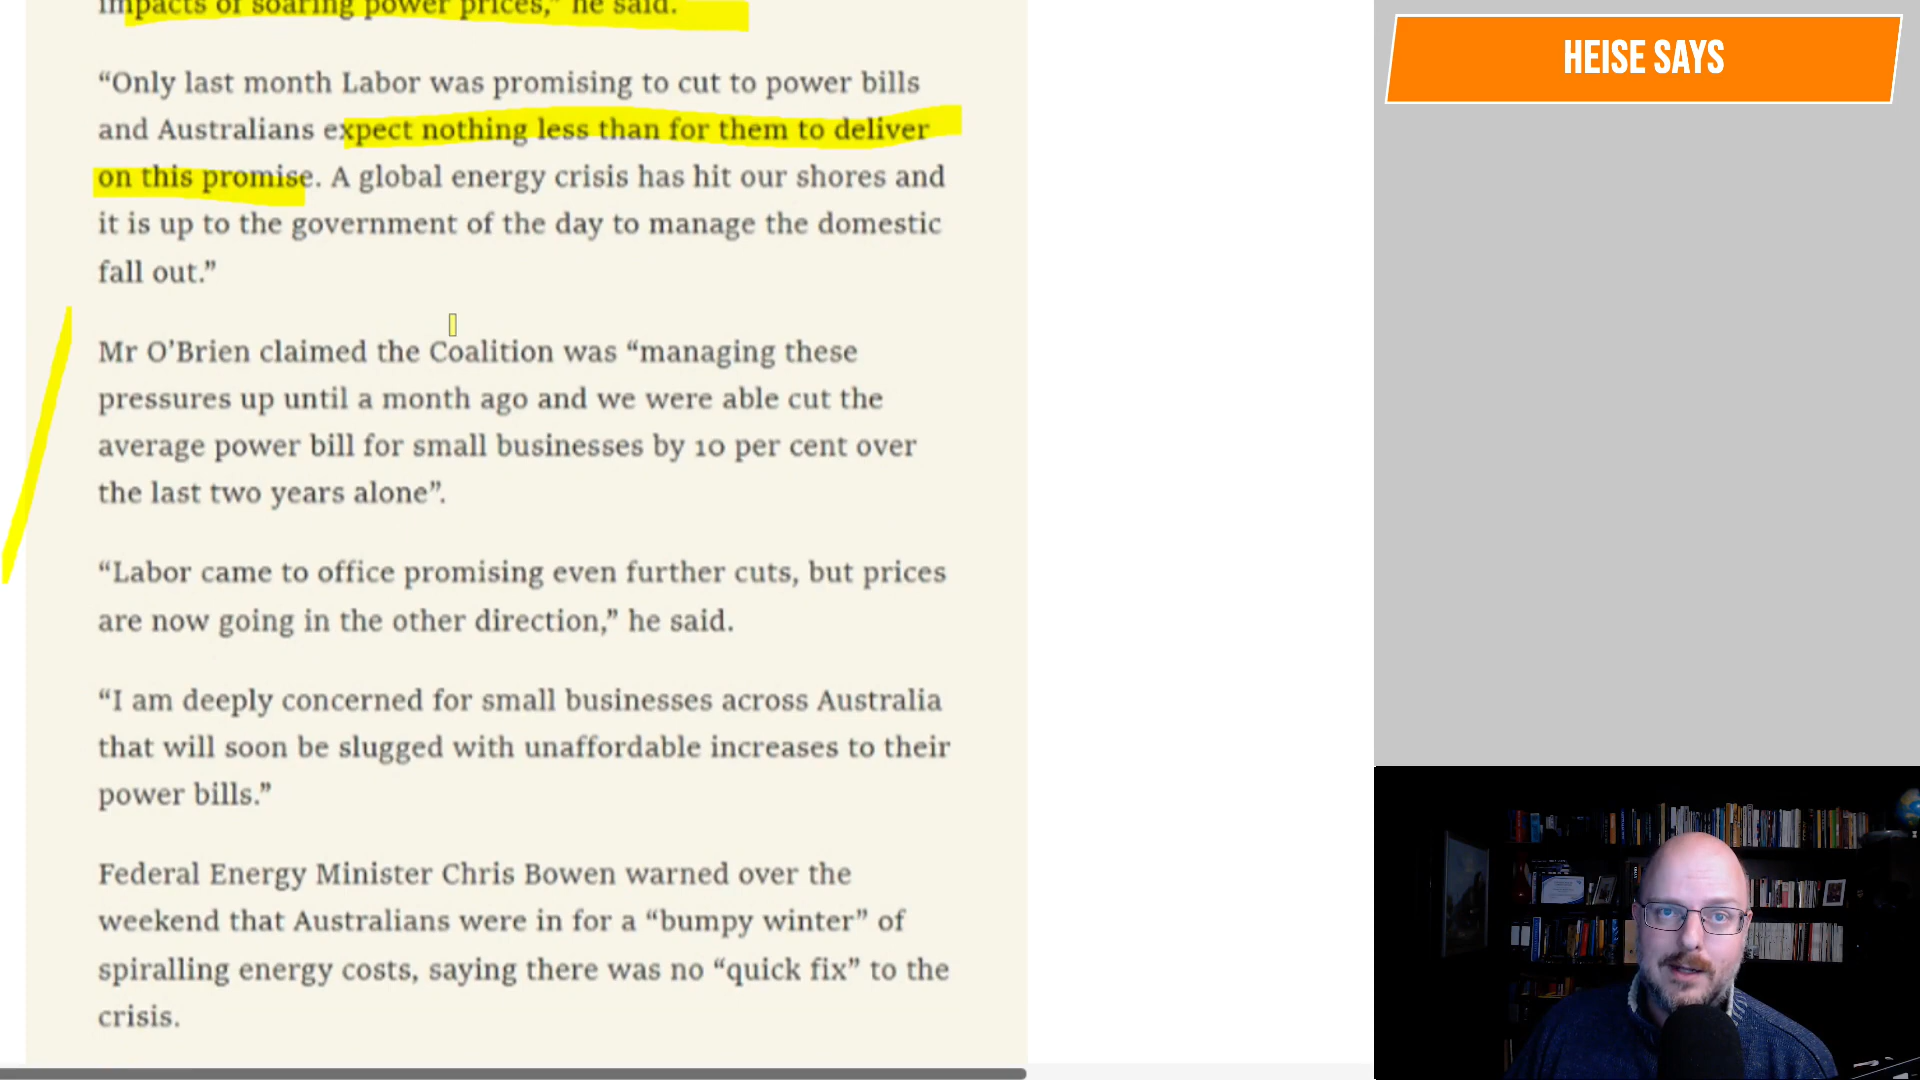 impacts of soaring power prices,” he said.
“Only last month Labor was promising to cut to power bills
and Australians expect nothing less than for them to deliver
on this promise. A global energy crisis has hit our shores and
it is up to the government of the day to manage the domestic
fall out.”
Mr O’Brien claimed the Coalition was “managing these
pressures up until a month ago and we were able cut the
average power bill for small businesses by 10 per cent over
the last two years alone”.
“Labor came to office promising even further cuts, but prices
are now going in the other direction,” he said.
“I am deeply concerned for small businesses across Australia
that will soon be slugged with unaffordable increases to their
power bills.”
Federal Energy Minister Chris Bowen warned over the
weekend that Australians were in for a “bumpy winter” of
spiralling energy costs, saying there was no “quick fix” to the
crisis.
HEISE SAYS